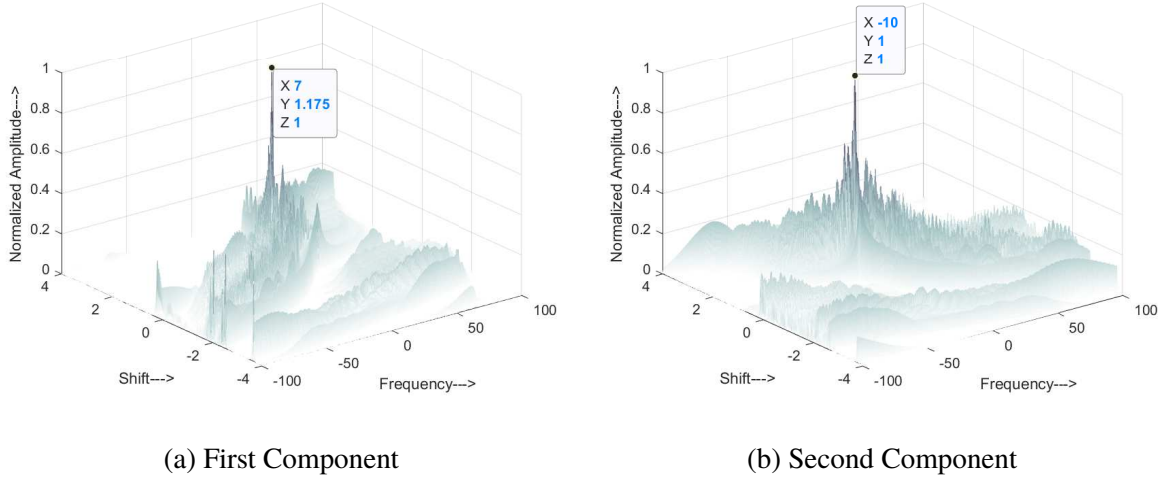 X 7
Y 1.175
Z 1
Normalized Amplitude--->
1
0.8
0.6
0.4
0.2
0
4
2
0
-2
-4
Shift--->
-100
-50
0
50
100
Frequency--->
(a) First Component
X -10
Y 1
Z 1
Normalized Amplitude--->
1
0.8
0.6
0.4
0.2
0
4
2
0
-2
-4
Shift--->
-100
-50
0
50
100
Frequency--->
(b) Second Component